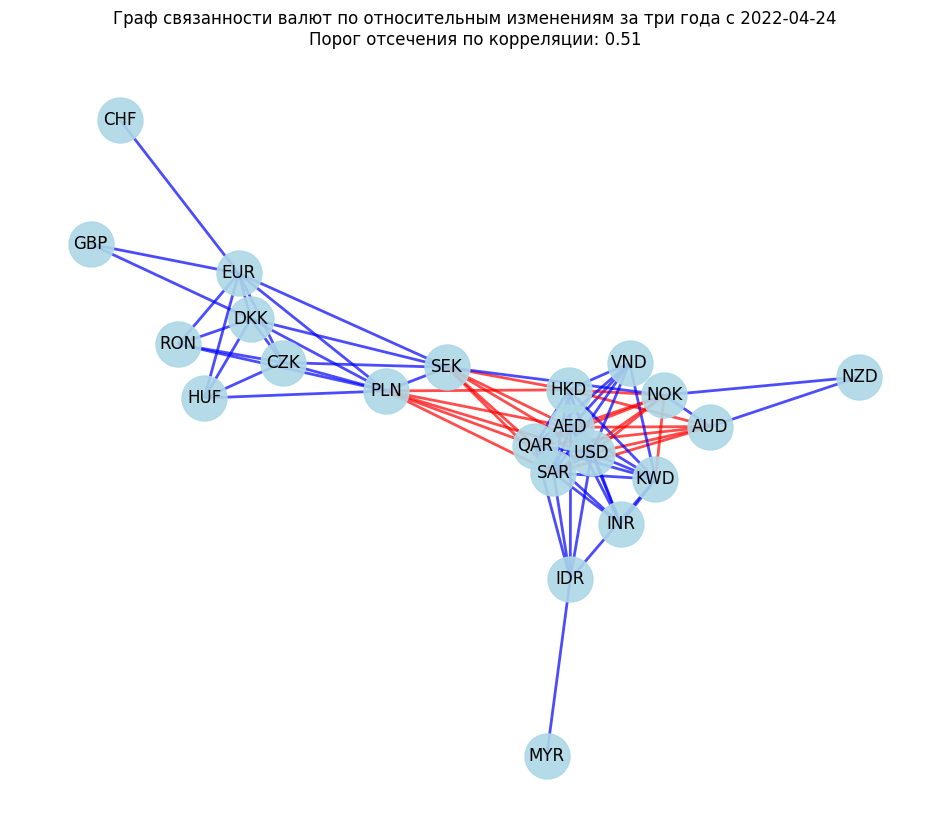 Граф связанности валют по относительным изменениям за три года с 2022-04-24
Порог отсечения по корреляции: 0.51
CHF
GBP
EUR
DKK
RON
CZK
HUF
PLN
SEK
VND
HKD
NOK
NZD
AED
AUD
QAR
USD
SAR
KWD
INR
IDR
MYR